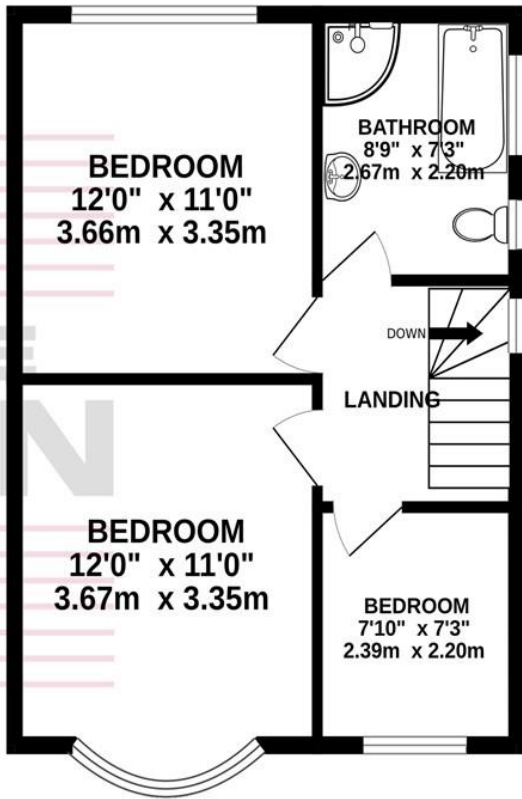 BEDROOM
12'0" x 11'0"
3.66m x 3.35m
BATHROOM
8'9" x 7'3"
2.67m x 2.20m
DOWN
LANDING
BEDROOM
12'0" x 11'0"
3.67m x 3.35m
BEDROOM
7'10" x 7'3"
2.39m x 2.20m
E
N